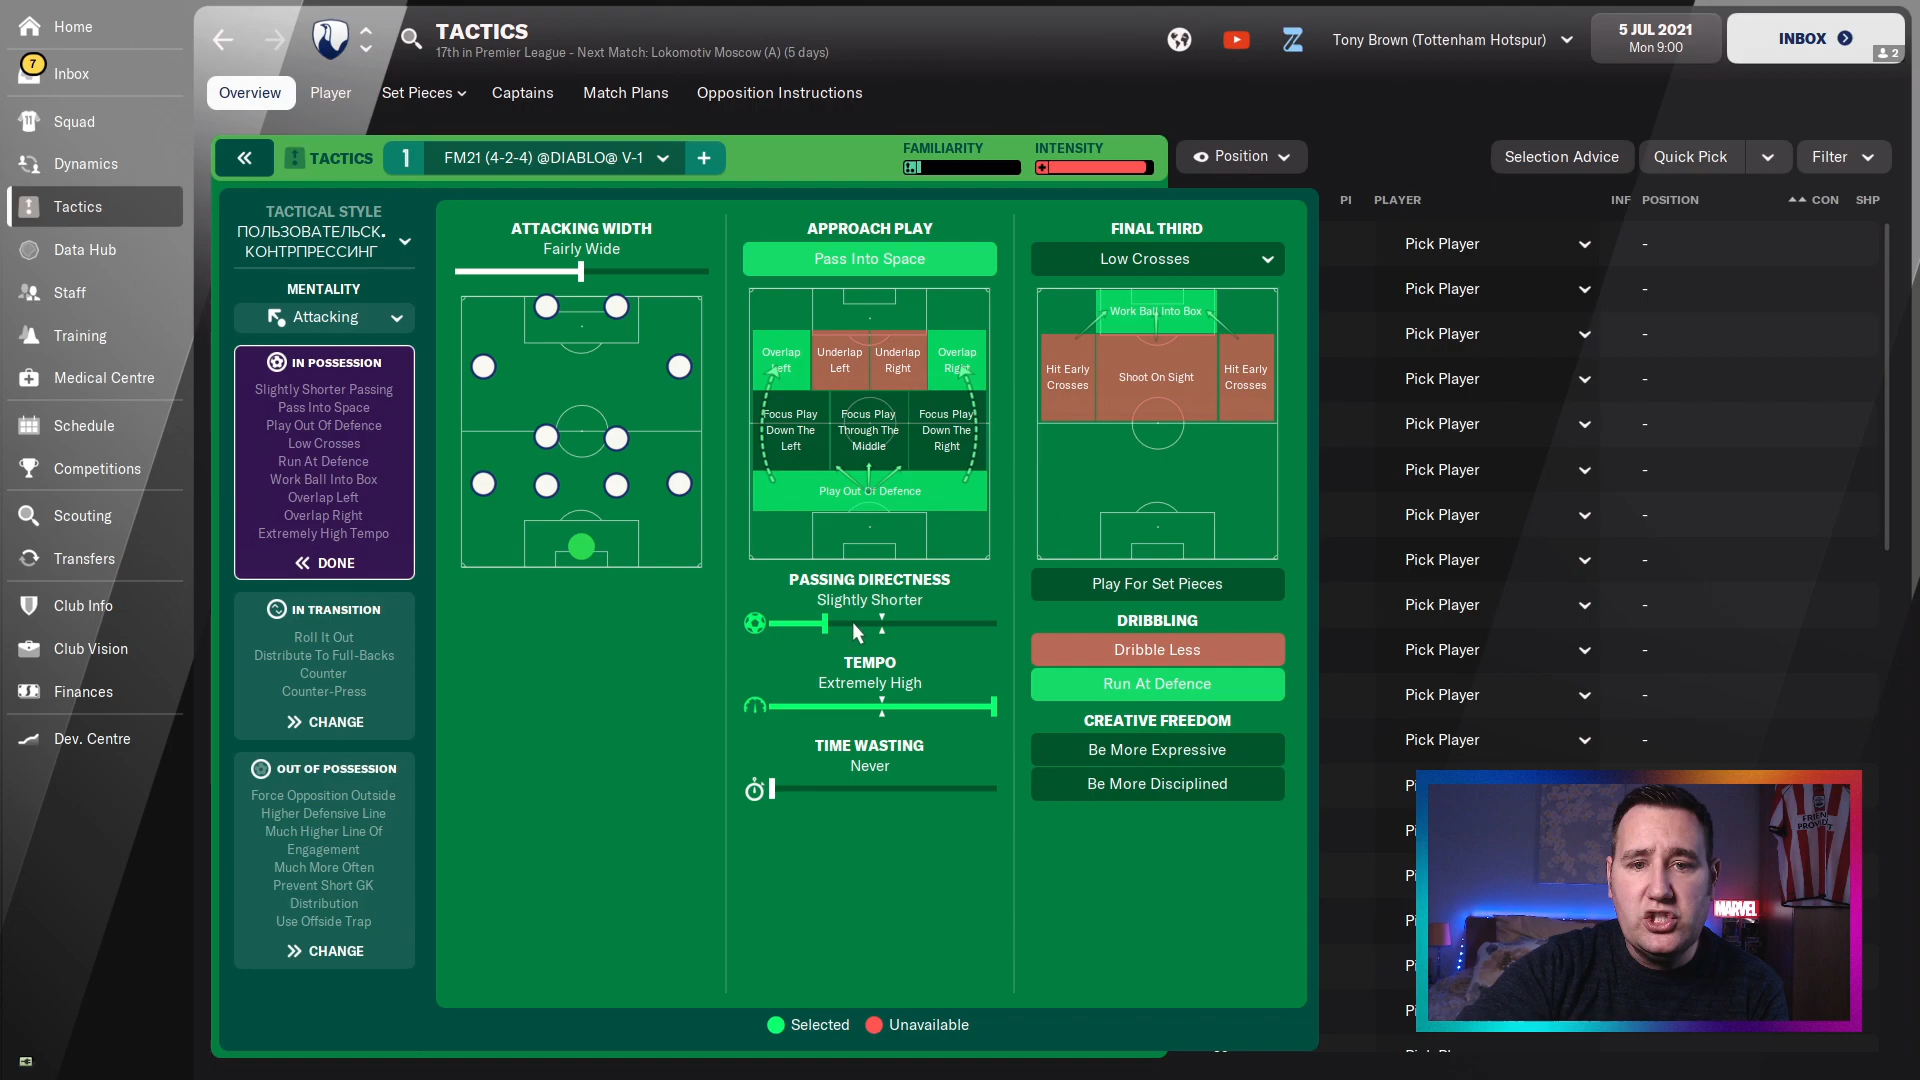 Home
7
Inbox
Squad
Dynamics
Tactics
Data Hub
Staff
Training
Medical Centre
Schedule
Competitions
Scouting
Transfers
Club Info
Club Vision
Finances
Dev. Centre
TACTICS
17th in Premier League - Next Match: Lokomotiv Moscow (A) (5 days)
Tony Brown (Tottenham Hotspur)
5 JUL 2021
Mon 9:00
INBOX
2
Overview
Player
Set Pieces
Captains
Match Plans
Opposition Instructions
TACTICS
1
FM21 (4-2-4) @DIABLO@ V-1
FAMILIARITY
INTENSITY
Position
Selection Advice
Quick Pick
Filter
TACTICAL STYLE
ПОЛЬЗОВАТЕЛЬСК.
КОНТРПРЕССИНГ
MENTALITY
Attacking
IN POSSESSION
Slightly Shorter Passing
Pass Into Space
Play Out Of Defence
Low Crosses
Run At Defence
Work Ball Into Box
Overlap Left
Overlap Right
Extremely High Tempo
DONE
IN TRANSITION
Roll It Out
Distribute To Full-Backs
Counter
Counter-Press
CHANGE
OUT OF POSSESSION
Force Opposition Outside
Higher Defensive Line
Much Higher Line Of
Engagement
Much More Often
Prevent Short GK
Distribution
Use Offside Trap
CHANGE
ATTACKING WIDTH
Fairly Wide
APPROACH PLAY
Pass Into Space
Overlap
Left
Underlap
Left
Underlap
Right
Overlap
Right
Focus Play
Down The
Left
Focus Play
Through The
Middle
Focus Play
Down The
Right
Play Out Of Defence
PASSING DIRECTNESS
Slightly Shorter
TEMPO
Extremely High
TIME WASTING
Never
FINAL THIRD
Low Crosses
Work Ball Into Box
Hit Early
Crosses
Shoot On Sight
Hit Early
Crosses
Play For Set Pieces
DRIBBLING
Dribble Less
Run At Defence
CREATIVE FREEDOM
Be More Expressive
Be More Disciplined
Selected
Unavailable
PI
PLAYER
INF
POSITION
CON
SHP
Pick Player
-
Pick Player
-
Pick Player
-
Pick Player
-
Pick Player
-
Pick Player
-
Pick Player
-
Pick Player
-
Pick Player
-
Pick Player
-
Pick Player
-
Pick Player
-
MARVEL